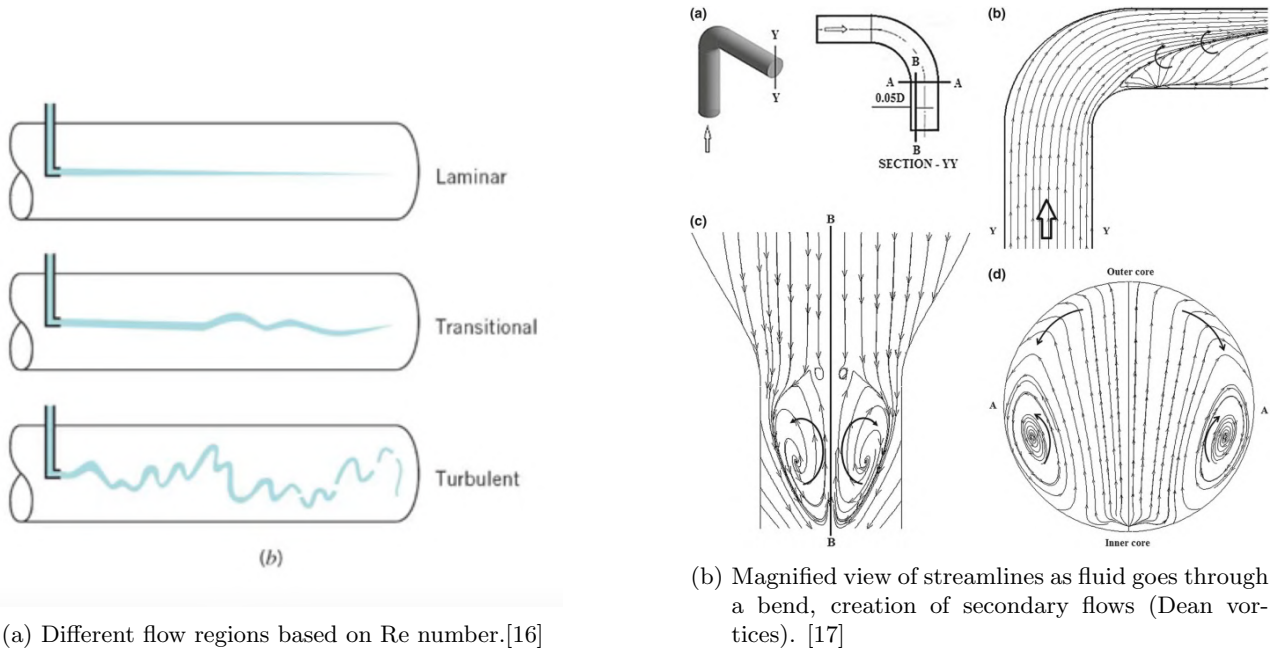 Laminar
Transitional
Turbulent
(b)
(a) Different flow regions based on Re number.[16]
(a)
Y
Y
B
A
A
0.05D
B
SECTION - YY
(b)
Y
Y
(c)
B
B
(d)
Outer core
A
A
Inner core
(b) Magnified view of streamlines as fluid goes through
a bend, creation of secondary flows (Dean vor-
tices). [17]